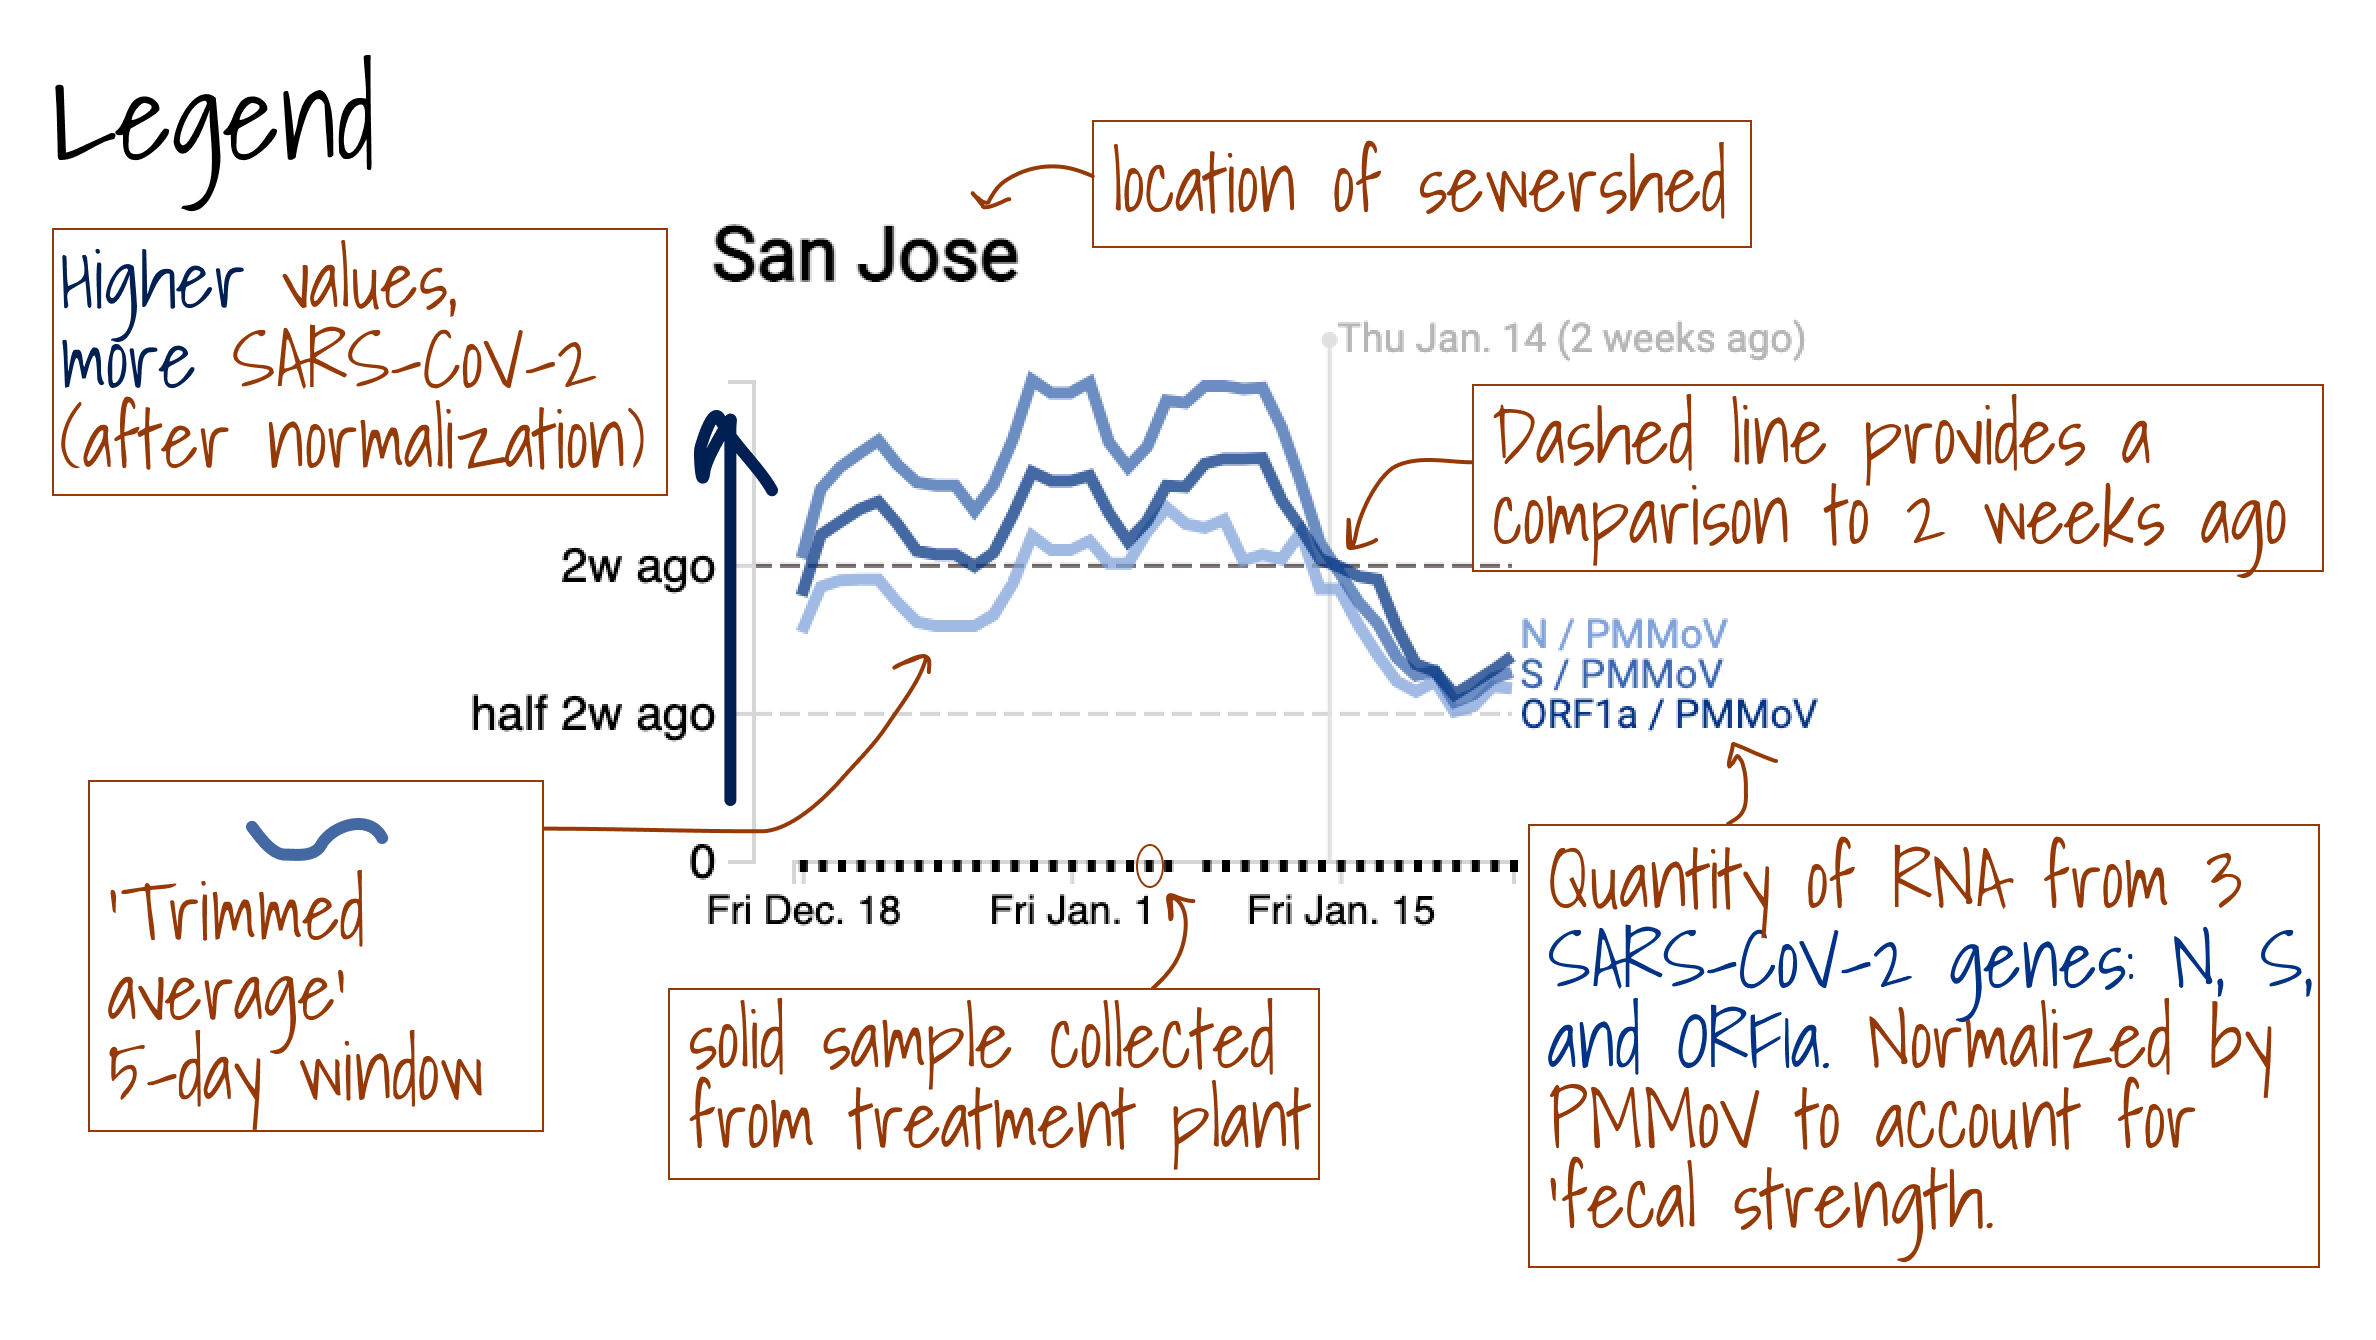 Legend
location of sewershed
San Jose
Higher values,
more SARS-CoV-2
(after normalization)
Thu Jan. 14 (2 weeks ago)
Dashed line provides a
comparison to 2 weeks ago
2w ago
half 2w ago
0
N / PMMoV
S / PMMoV
ORF1a / PMMoV
Fri Dec. 18
Fri Jan. 1
Fri Jan. 15
'Trimmed
average'
5-day window
solid sample collected
from treatment plant
Quantity of RNA from 3
SARS-CoV-2 genes: N, S,
and ORF1a. Normalized by
PMMoV to account for
'fecal strength.